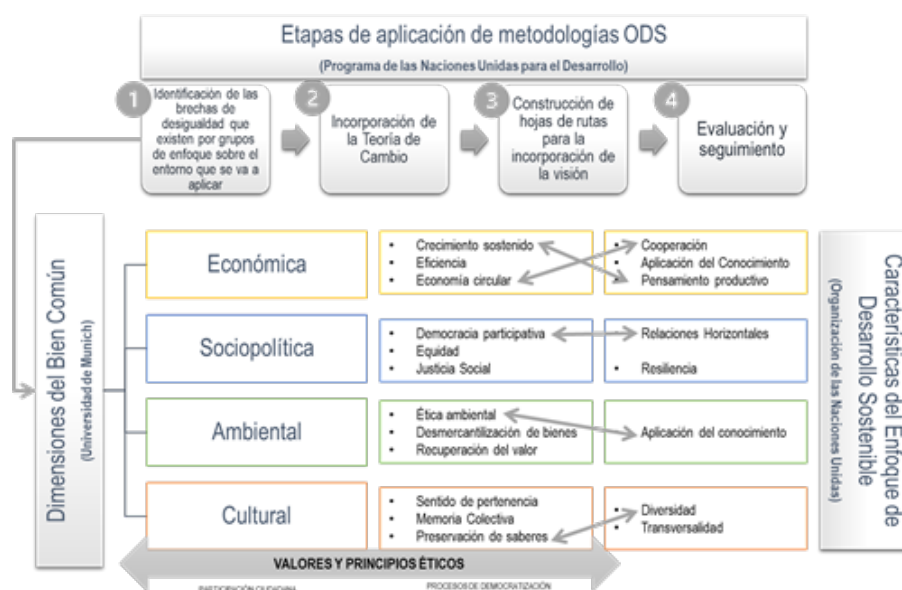 Etapas de aplicación de metodologías ODS
(Programa de las Naciones Unidas para el Desarrollo)
1
Identificación de las
brechas de
desigualdad que
existen por grupos
de enfoque sobre el
entorno que se va a
aplicar
2
Incorporación de
la Teoría de
Cambio
3
Construcción de
hojas de rutas
para la
incorporación de
la visión
4
Evaluación y
seguimiento
Dimensiones del Bien Común
(Universidad de Munich)
Económica
• Crecimiento sostenido
• Eficiencia
• Economía circular
• Cooperación
• Aplicación del Conocimiento
• Pensamiento productivo
Sociopolítica
• Democracia participativa
• Equidad
• Justicia Social
• Relaciones Horizontales
• Resiliencia
Ambiental
• Ética ambiental
• Desmercantilización de bienes
• Recuperación del valor
• Aplicación del conocimiento
Cultural
• Sentido de pertenencia
• Memoria Colectiva
• Preservación de saberes
• Diversidad
• Transversalidad
Características del Enfoque de
Desarrollo Sostenible
(Organización de las Naciones Unidas)
VALORES Y PRINCIPIOS ÉTICOS
PARTICIPACIÓN CIUDADANA
PROCESOS DE DEMOCRATIZACIÓN